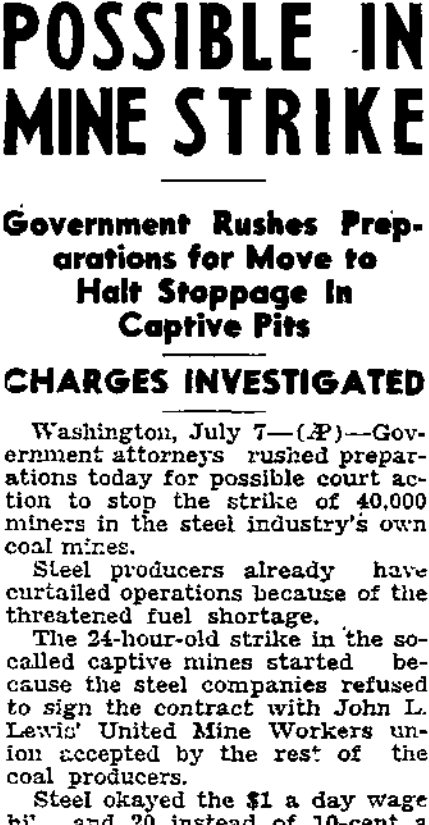 POSSIBLE IN
MINE STRIKE
Government Rushes Prep-
arations for Move to
Halt Stoppage In
Captive Pits
CHARGES INVESTIGATED
Washington, July 7—(AP)—Gov-
ernment attorneys rushed prepar-
ations today for possible court ac-
tion to stop the strike of 40,000
miners in the steel industry's own
coal mines.
Steel producers already have
curtailed operations because of the
threatened fuel shortage.
The 24-hour-old strike in the so-
called captive mines started be-
cause the steel companies refused
to sign the contract with John L.
Lewis' United Mine Workers un-
ion accepted by the rest of the
coal producers.
Steel okayed the $1 a day wage
and 20 instead of 10-cent a